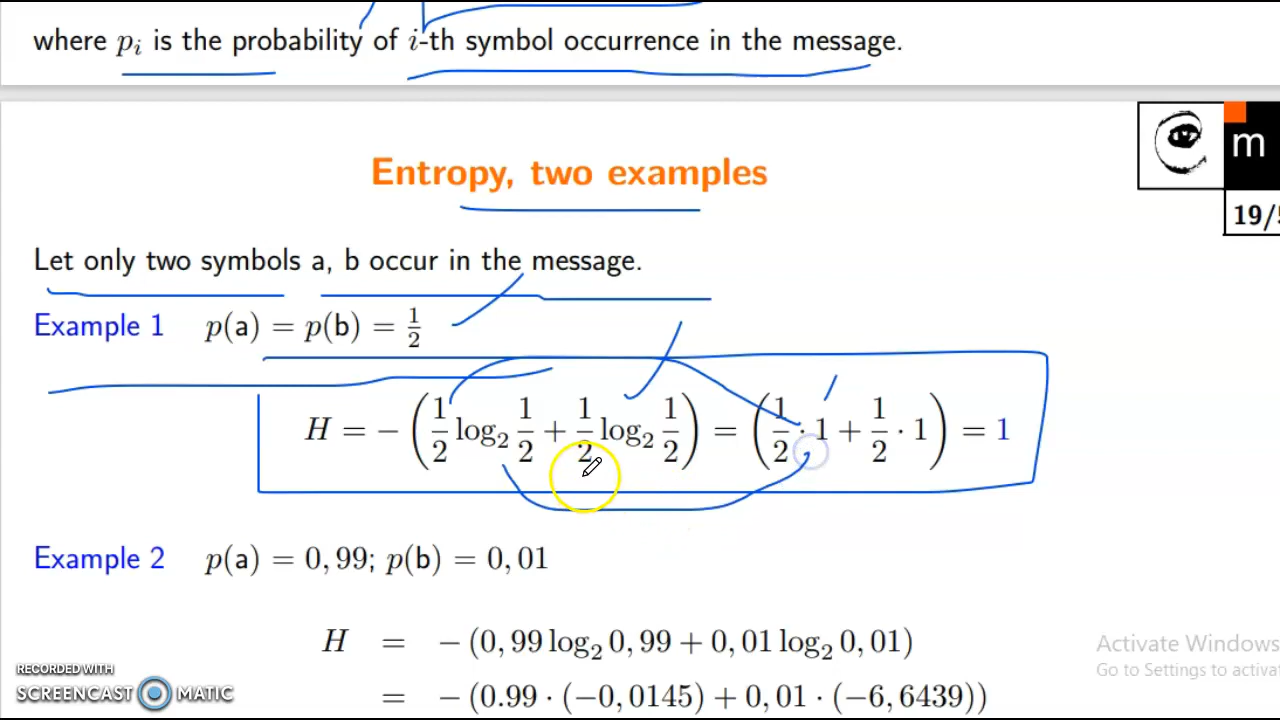 where pᵢ is the probability of i-th symbol occurrence in the message.
m
Entropy, two examples
19/
Let only two symbols a, b occur in the message.
Example 1 p(a) = p(b) = 1/2
H = −(1/2 log₂ 1/2 + 1/2 log₂ 1/2) = (1/2 · 1 + 1/2 · 1) = 1
Example 2 p(a) = 0,99; p(b) = 0,01
H = −(0,99 log₂ 0,99 + 0,01 log₂ 0,01)
= −(0.99 · (−0,0145) + 0,01 · (−6,6439))
Activate Windows
Go to Settings to activa
RECORDED WITH
SCREENCAST MATIC